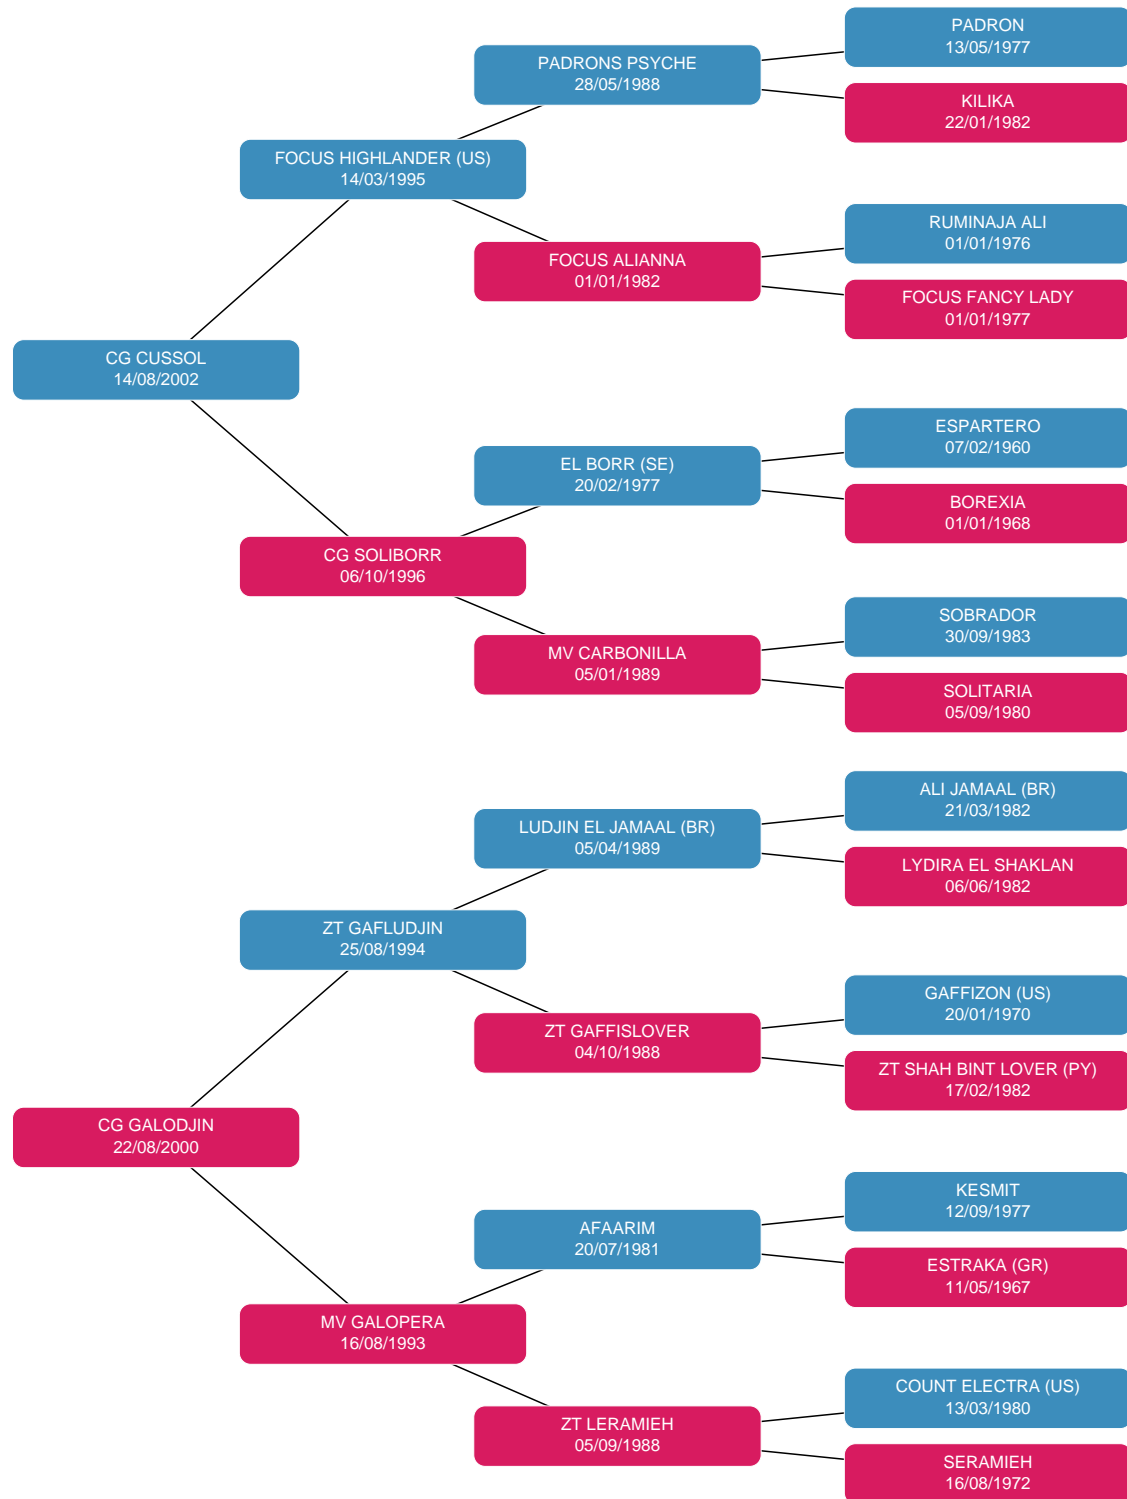 PADRON
13/05/1977
PADRONS PSYCHE
28/05/1988
KILIKA
22/01/1982
FOCUS HIGHLANDER (US)
14/03/1995
RUMINAJA ALI
01/01/1976
FOCUS ALIANNA
01/01/1982
FOCUS FANCY LADY
01/01/1977
CG CUSSOL
14/08/2002
ESPARTERO
07/02/1960
EL BORR (SE)
20/02/1977
BOREXIA
01/01/1968
CG SOLIBORR
06/10/1996
SOBRADOR
30/09/1983
MV CARBONILLA
05/01/1989
SOLITARIA
05/09/1980
ALI JAMAAL (BR)
21/03/1982
LUDJIN EL JAMAAL (BR)
05/04/1989
LYDIRA EL SHAKLAN
06/06/1982
ZT GAFLUDJIN
25/08/1994
GAFFIZON (US)
20/01/1970
ZT GAFFISLOVER
04/10/1988
ZT SHAH BINT LOVER (PY)
17/02/1982
CG GALODJIN
22/08/2000
KESMIT
12/09/1977
AFAARIM
20/07/1981
ESTRAKA (GR)
11/05/1967
MV GALOPERA
16/08/1993
COUNT ELECTRA (US)
13/03/1980
ZT LERAMIEH
05/09/1988
SERAMIEH
16/08/1972